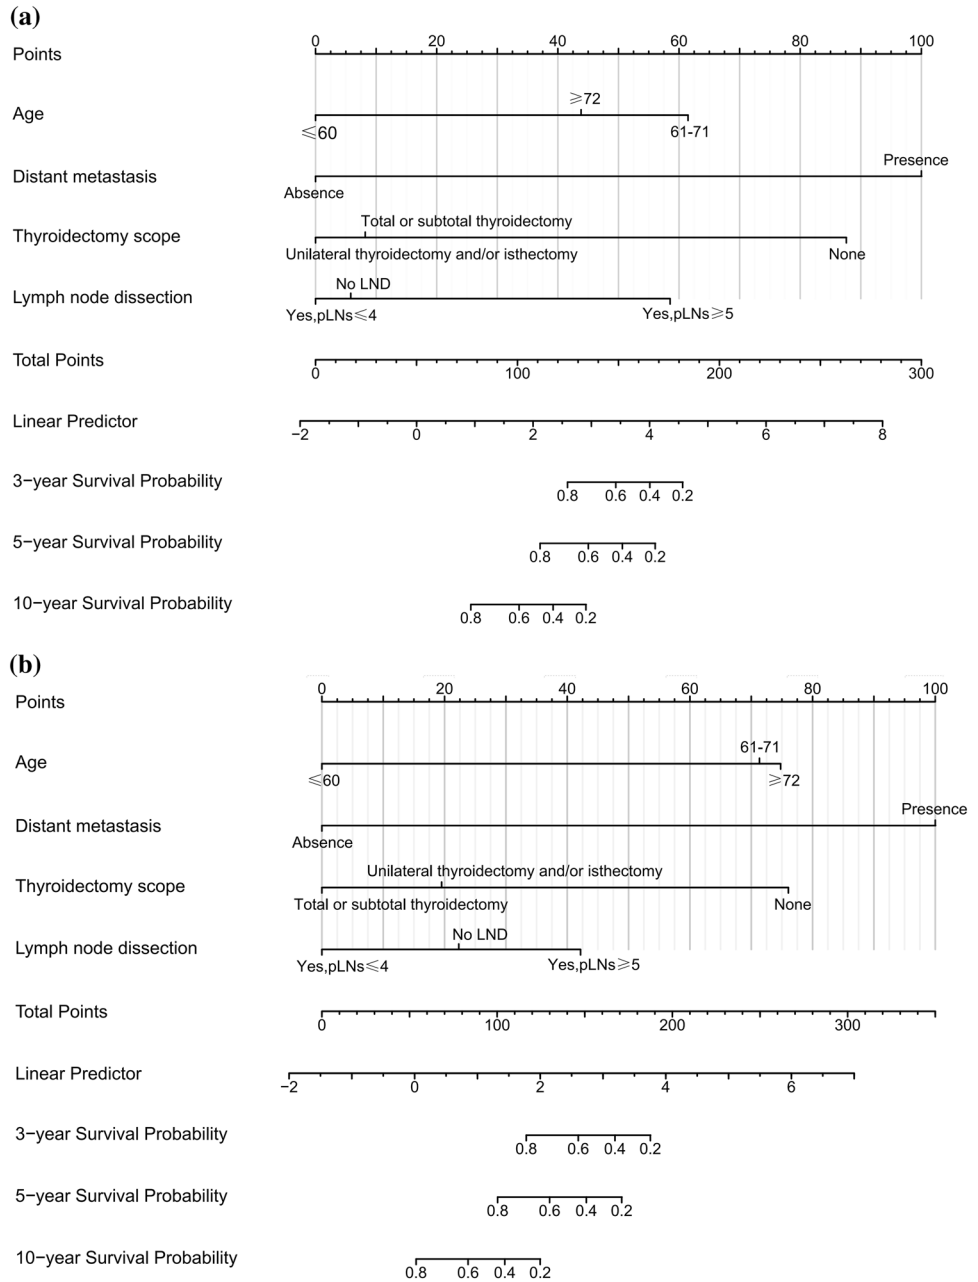 (a)
Points
0 20 40 60 80 100
Age
≥72
≤60
61-71
Distant metastasis
Presence
Absence
Thyroidectomy scope
Total or subtotal thyroidectomy
Unilateral thyroidectomy and/or isthectomy
None
Lymph node dissection
No LND
Yes,pLNs≤4
Yes,pLNs≥5
Total Points
0 100 200 300
Linear Predictor
−2 0 2 4 6 8
3−year Survival Probability
0.8 0.6 0.4 0.2
5−year Survival Probability
0.8 0.6 0.4 0.2
10−year Survival Probability
0.8 0.6 0.4 0.2
(b)
Points
0 20 40 60 80 100
Age
61-71
≤60
≥72
Distant metastasis
Presence
Absence
Thyroidectomy scope
Unilateral thyroidectomy and/or isthectomy
Total or subtotal thyroidectomy
None
Lymph node dissection
No LND
Yes,pLNs≤4
Yes,pLNs≥5
Total Points
0 100 200 300
Linear Predictor
−2 0 2 4 6
3−year Survival Probability
0.8 0.6 0.4 0.2
5−year Survival Probability
0.8 0.6 0.4 0.2
10−year Survival Probability
0.8 0.6 0.4 0.2